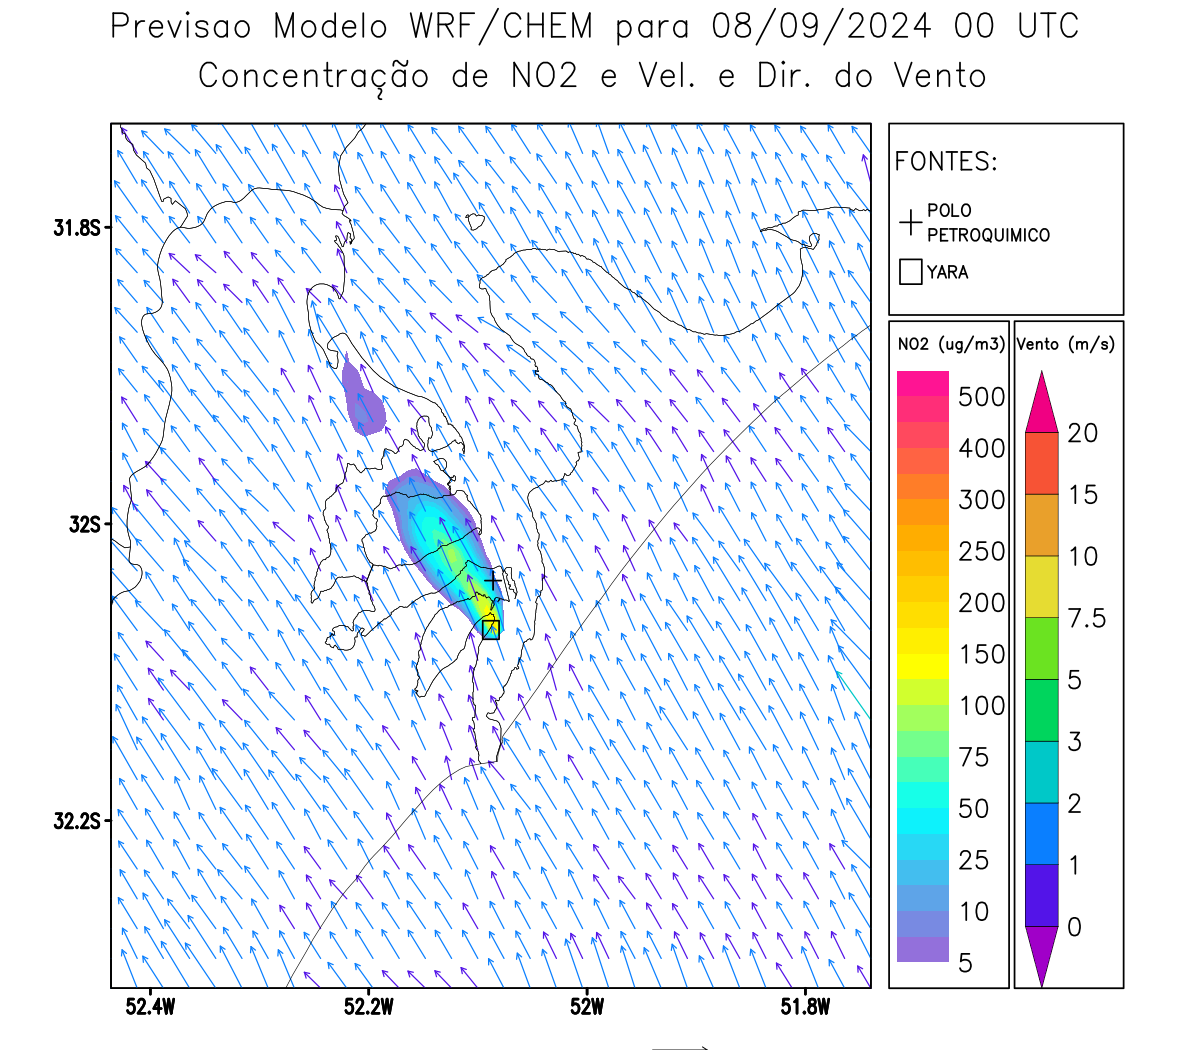 Previsao Modelo WRF/CHEM para 08/09/2024 00 UTC
Concentração de NO2 e Vel. e Dir. do Vento
FONTES:
POLO
PETROQUIMICO
YARA
31.8S
32S
32.2S
52.4W
52.2W
52W
51.8W
NO2 (ug/m3)
500
400
300
250
200
150
100
75
50
25
10
5
Vento (m/s)
20
15
10
7.5
5
3
2
1
0